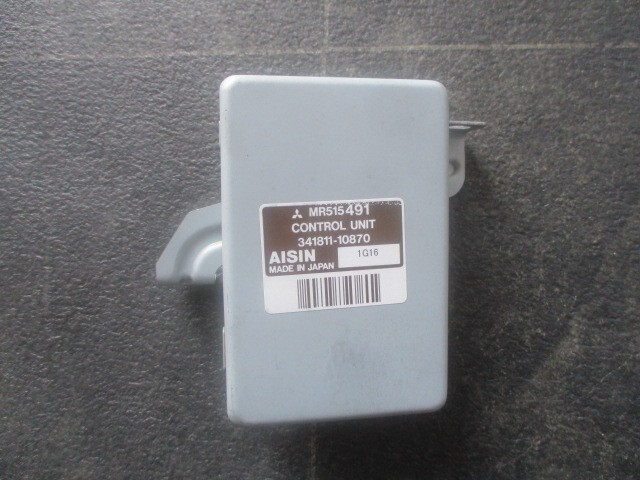 MR515491
CONTROL UNIT
341811-10870
AISIN 1G16
MADE IN JAPAN